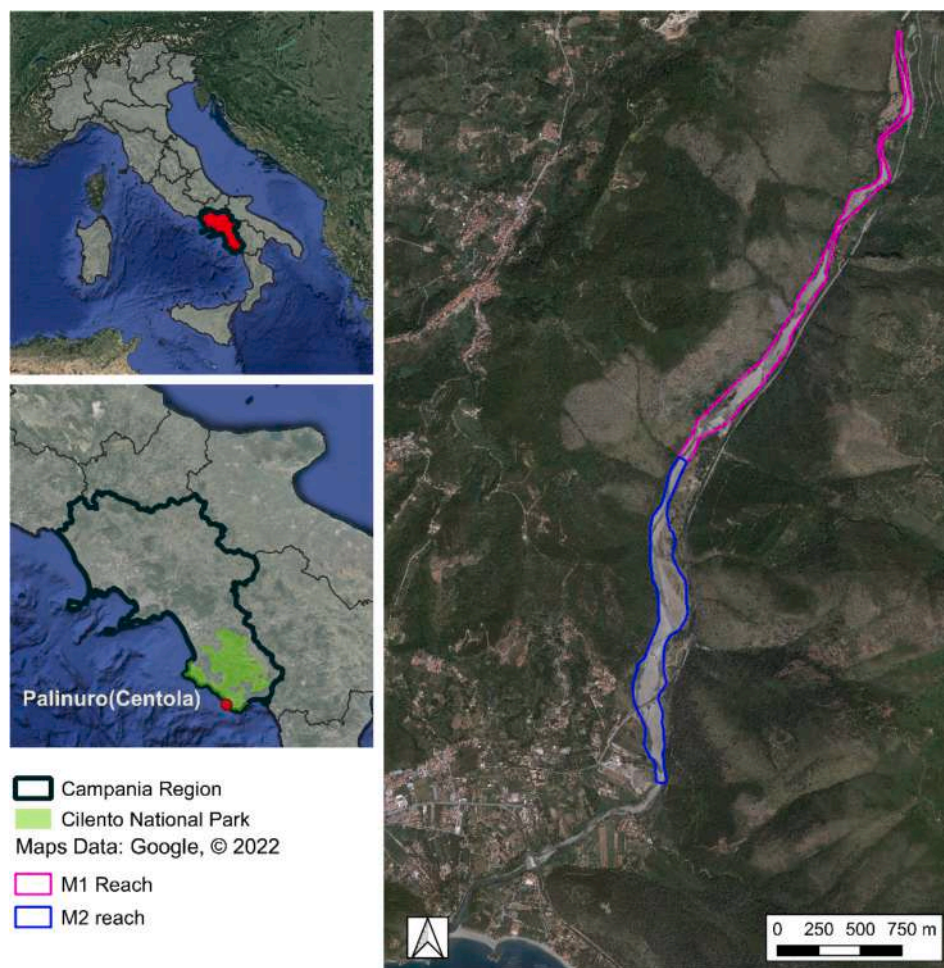 Palinuro(Centola)
Campania Region
Cilento National Park
Maps Data: Google, © 2022
M1 Reach
M2 reach
0 250 500 750 m